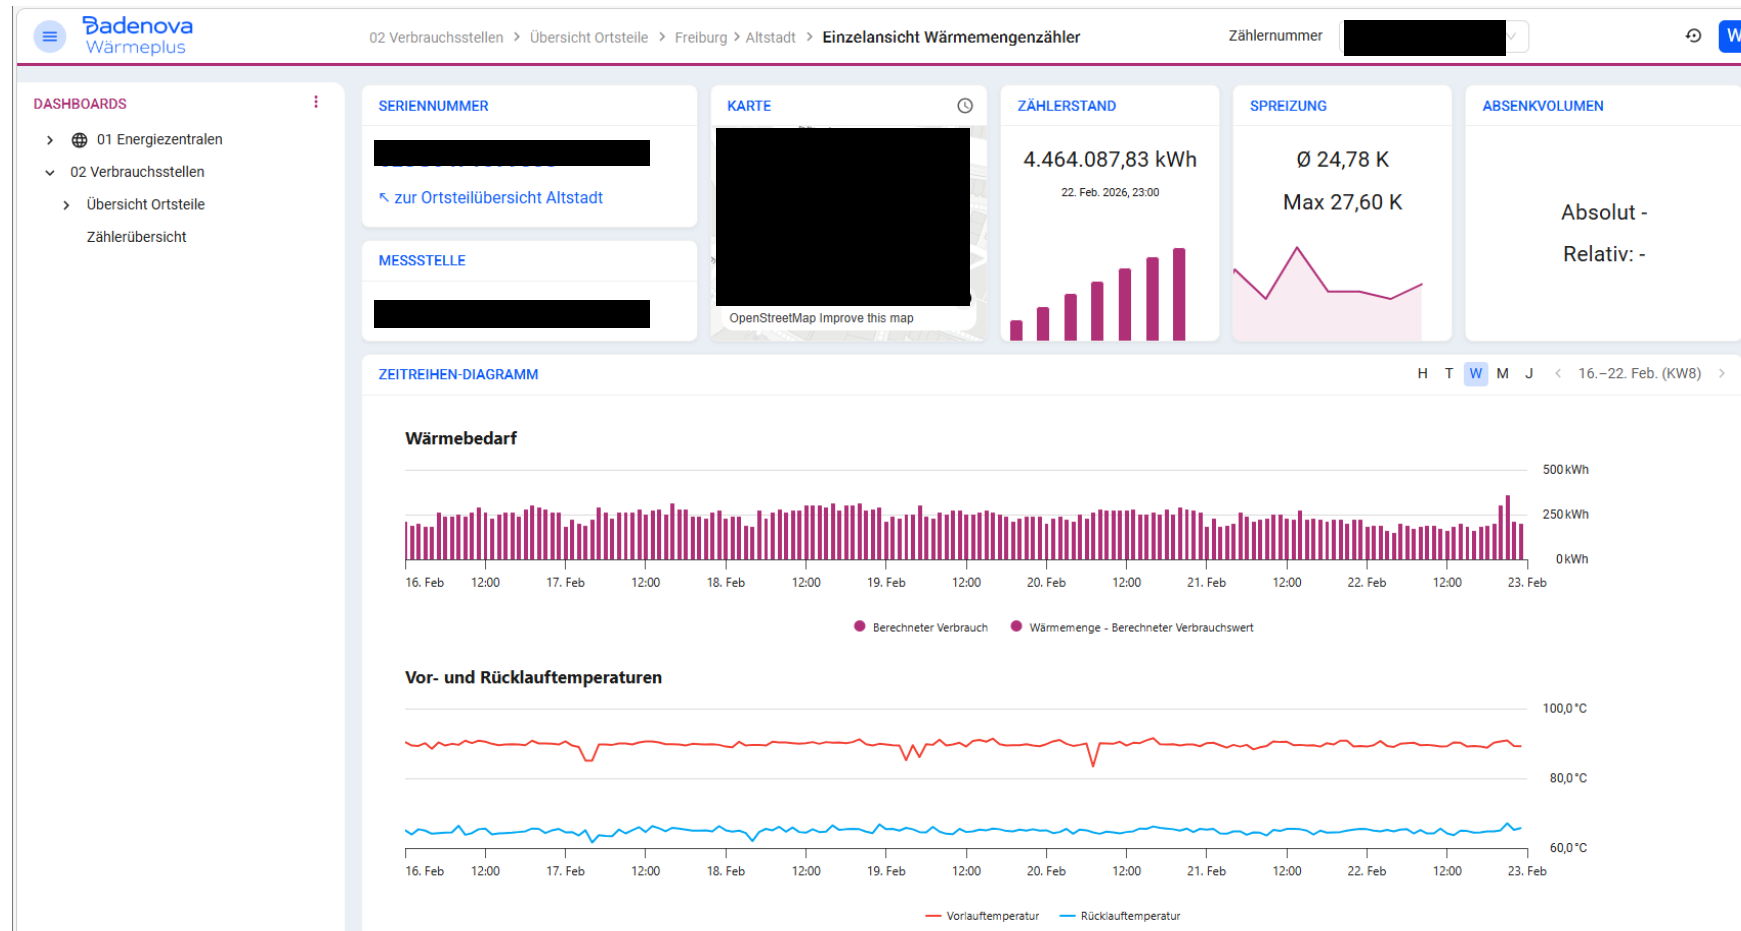 Badenova
Wärmeplus
02 Verbrauchsstellen > Übersicht Ortsteile > Freiburg > Altstadt > Einzelansicht Wärmemengenzähler
Zählernummer
W
DASHBOARDS
01 Energiezentralen
02 Verbrauchsstellen
Übersicht Ortsteile
Zählerübersicht
SERIENNUMMER
↖ zur Ortsteilübersicht Altstadt
MESSSTELLE
KARTE
OpenStreetMap Improve this map
ZÄHLERSTAND
4.464.087,83 kWh
22. Feb. 2026, 23:00
SPREIZUNG
Ø 24,78 K
Max 27,60 K
ABSENKVOLUMEN
Absolut -
Relativ: -
ZEITREIHEN-DIAGRAMM
H T W M J < 16.–22. Feb. (KW8) >
Wärmebedarf
500 kWh
250 kWh
0 kWh
16. Feb 12:00 17. Feb 12:00 18. Feb 12:00 19. Feb 12:00 20. Feb 12:00 21. Feb 12:00 22. Feb 12:00 23. Feb
Berechneter Verbrauch Wärmemenge - Berechneter Verbrauchswert
Vor- und Rücklauftemperaturen
100,0 °C
80,0 °C
60,0 °C
16. Feb 12:00 17. Feb 12:00 18. Feb 12:00 19. Feb 12:00 20. Feb 12:00 21. Feb 12:00 22. Feb 12:00 23. Feb
Vorlauftemperatur Rücklauftemperatur